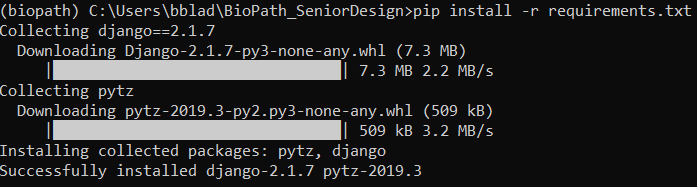 (biopath) C:\Users\bblad\BioPath_SeniorDesign>pip install -r requirements.txt
Collecting django==2.1.7
  Downloading Django-2.1.7-py3-none-any.whl (7.3 MB)
     |████████████████████████████████| 7.3 MB 2.2 MB/s
Collecting pytz
  Downloading pytz-2019.3-py2.py3-none-any.whl (509 kB)
     |████████████████████████████████| 509 kB 3.2 MB/s
Installing collected packages: pytz, django
Successfully installed django-2.1.7 pytz-2019.3